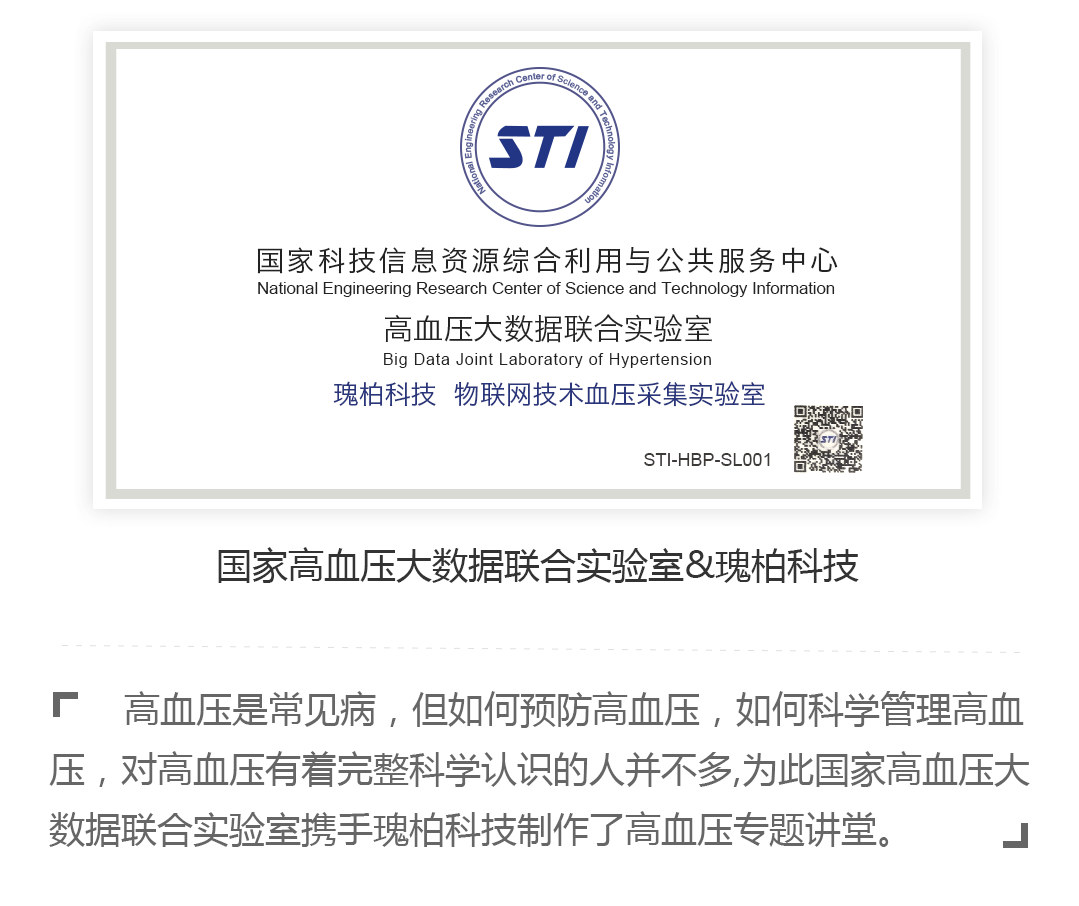 National Engineering Research Center of Science and Technology Information
STI
国家科技信息资源综合利用与公共服务中心
National Engineering Research Center of Science and Technology Information
高血压大数据联合实验室
Big Data Joint Laboratory of Hypertension
瑰柏科技 物联网技术血压采集实验室
STI
STI-HBP-SL001
国家高血压大数据联合实验室&瑰柏科技
高血压是常见病，但如何预防高血压，如何科学管理高血
压，对高血压有着完整科学认识的人并不多,为此国家高血压大
数据联合实验室携手瑰柏科技制作了高血压专题讲堂。